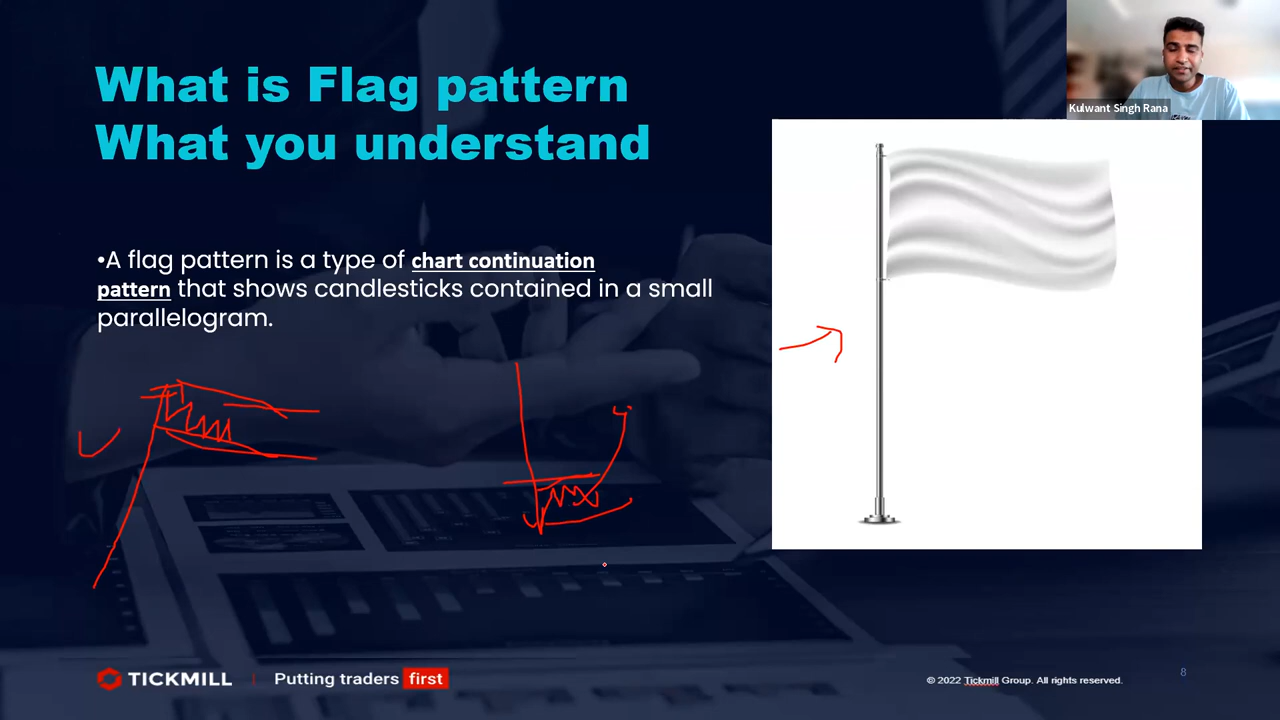 What is Flag pattern
What you understand
•A flag pattern is a type of chart continuation
pattern that shows candlesticks contained in a small
parallelogram.
Kulwant Singh Rana
TICKMILL | Putting traders first
© 2022 Tickmill Group. All rights reserved.
8